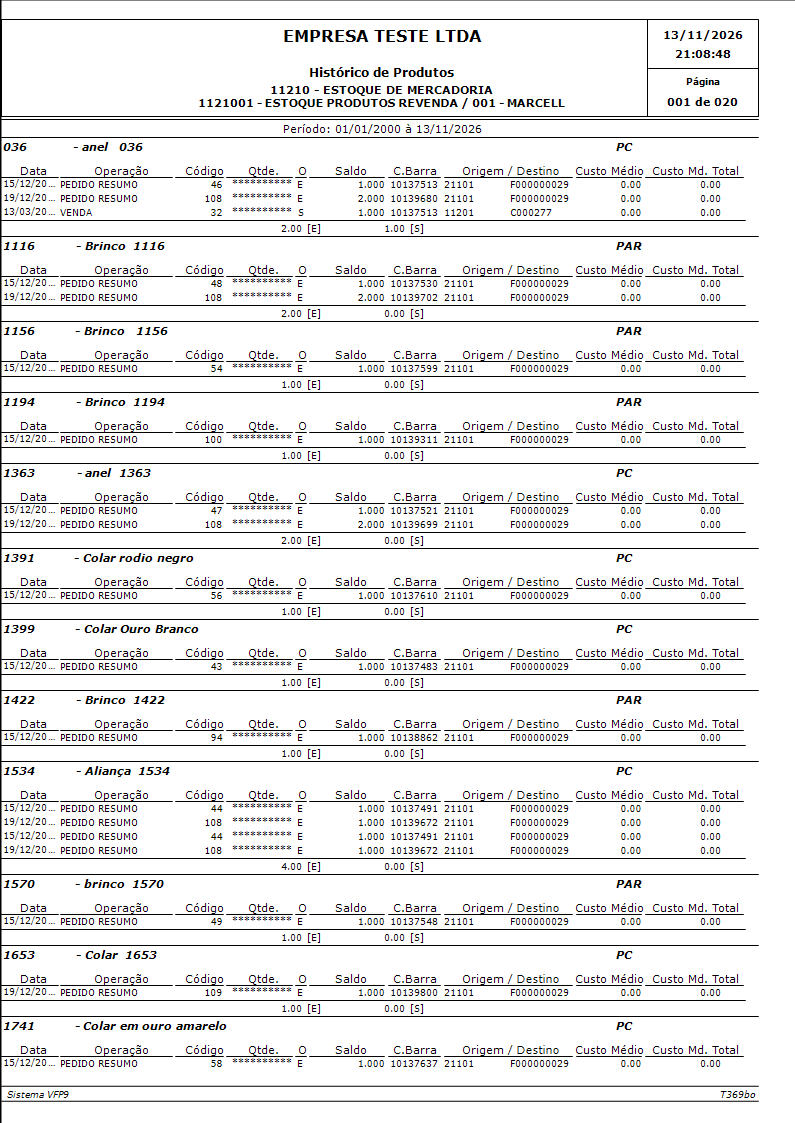 EMPRESA TESTE LTDA
13/11/2026
21:08:48
Histórico de Produtos
11210 - ESTOQUE DE MERCADORIA
1121001 - ESTOQUE PRODUTOS REVENDA / 001 - MARCELL
Página
001 de 020
Período: 01/01/2000 à 13/11/2026
036 - anel 036 PC
Data Operação Código Qtde. O Saldo C.Barra Origem / Destino Custo Médio Custo Md. Total
15/12/20... PEDIDO RESUMO 46 ********** E 1.000 10137513 21101 F000000029 0.00 0.00
19/12/20... PEDIDO RESUMO 108 ********** E 2.000 10139680 21101 F000000029 0.00 0.00
13/03/20... VENDA 32 ********** S 1.000 10137513 11201 C000277 0.00 0.00
2.00 [E] 1.00 [S]
1116 - Brinco 1116 PAR
Data Operação Código Qtde. O Saldo C.Barra Origem / Destino Custo Médio Custo Md. Total
15/12/20... PEDIDO RESUMO 48 ********** E 1.000 10137530 21101 F000000029 0.00 0.00
19/12/20... PEDIDO RESUMO 108 ********** E 2.000 10139702 21101 F000000029 0.00 0.00
2.00 [E] 0.00 [S]
1156 - Brinco 1156 PAR
Data Operação Código Qtde. O Saldo C.Barra Origem / Destino Custo Médio Custo Md. Total
15/12/20... PEDIDO RESUMO 54 ********** E 1.000 10137599 21101 F000000029 0.00 0.00
1.00 [E] 0.00 [S]
1194 - Brinco 1194 PAR
Data Operação Código Qtde. O Saldo C.Barra Origem / Destino Custo Médio Custo Md. Total
15/12/20... PEDIDO RESUMO 100 ********** E 1.000 10139311 21101 F000000029 0.00 0.00
1.00 [E] 0.00 [S]
1363 - anel 1363 PC
Data Operação Código Qtde. O Saldo C.Barra Origem / Destino Custo Médio Custo Md. Total
15/12/20... PEDIDO RESUMO 47 ********** E 1.000 10137521 21101 F000000029 0.00 0.00
19/12/20... PEDIDO RESUMO 108 ********** E 2.000 10139699 21101 F000000029 0.00 0.00
2.00 [E] 0.00 [S]
1391 - Colar rodio negro PC
Data Operação Código Qtde. O Saldo C.Barra Origem / Destino Custo Médio Custo Md. Total
15/12/20... PEDIDO RESUMO 56 ********** E 1.000 10137610 21101 F000000029 0.00 0.00
1.00 [E] 0.00 [S]
1399 - Colar Ouro Branco PC
Data Operação Código Qtde. O Saldo C.Barra Origem / Destino Custo Médio Custo Md. Total
15/12/20... PEDIDO RESUMO 43 ********** E 1.000 10137483 21101 F000000029 0.00 0.00
1.00 [E] 0.00 [S]
1422 - Brinco 1422 PAR
Data Operação Código Qtde. O Saldo C.Barra Origem / Destino Custo Médio Custo Md. Total
15/12/20... PEDIDO RESUMO 94 ********** E 1.000 10138862 21101 F000000029 0.00 0.00
1.00 [E] 0.00 [S]
1534 - Aliança 1534 PC
Data Operação Código Qtde. O Saldo C.Barra Origem / Destino Custo Médio Custo Md. Total
15/12/20... PEDIDO RESUMO 44 ********** E 1.000 10137491 21101 F000000029 0.00 0.00
19/12/20... PEDIDO RESUMO 108 ********** E 1.000 10139672 21101 F000000029 0.00 0.00
15/12/20... PEDIDO RESUMO 44 ********** E 1.000 10137491 21101 F000000029 0.00 0.00
19/12/20... PEDIDO RESUMO 108 ********** E 1.000 10139672 21101 F000000029 0.00 0.00
4.00 [E] 0.00 [S]
1570 - brinco 1570 PAR
Data Operação Código Qtde. O Saldo C.Barra Origem / Destino Custo Médio Custo Md. Total
15/12/20... PEDIDO RESUMO 49 ********** E 1.000 10137548 21101 F000000029 0.00 0.00
1.00 [E] 0.00 [S]
1653 - Colar 1653 PC
Data Operação Código Qtde. O Saldo C.Barra Origem / Destino Custo Médio Custo Md. Total
19/12/20... PEDIDO RESUMO 109 ********** E 1.000 10139800 21101 F000000029 0.00 0.00
1.00 [E] 0.00 [S]
1741 - Colar em ouro amarelo PC
Data Operação Código Qtde. O Saldo C.Barra Origem / Destino Custo Médio Custo Md. Total
15/12/20... PEDIDO RESUMO 58 ********** E 1.000 10137637 21101 F000000029 0.00 0.00
Sistema VFP9 T369bo